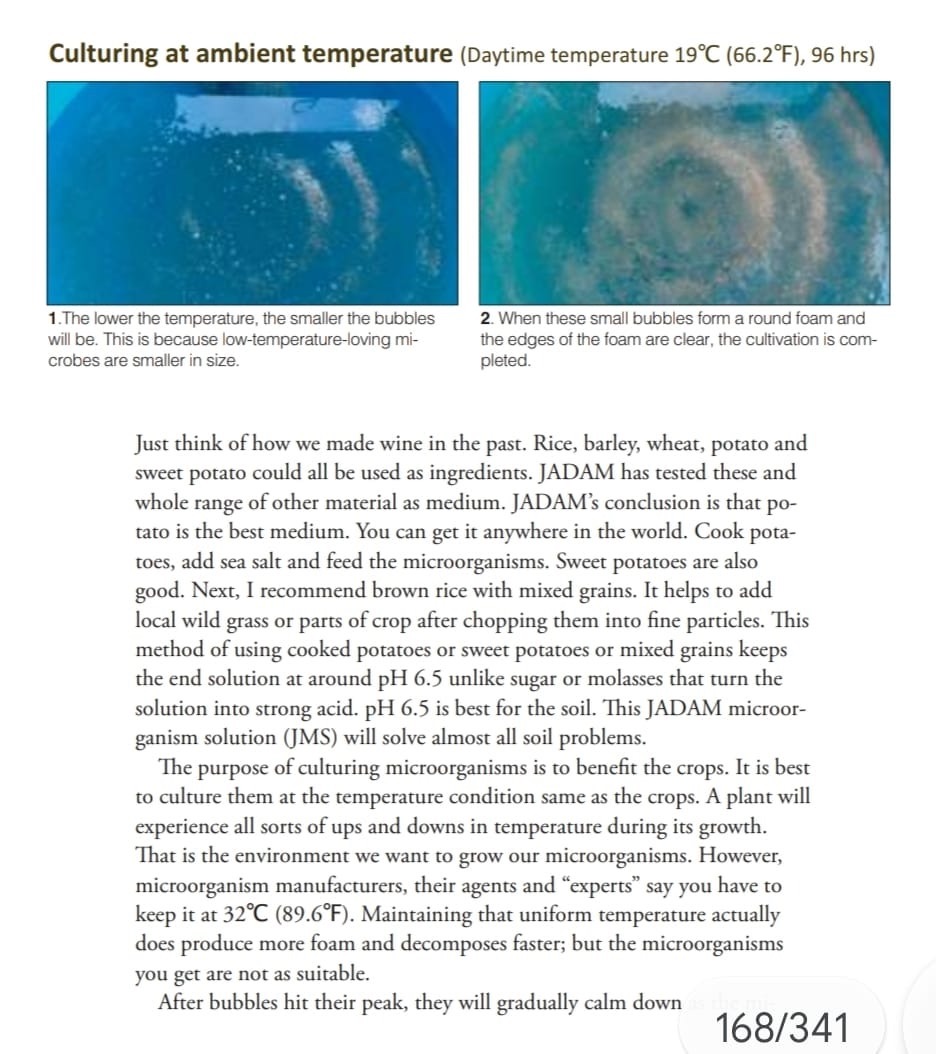 Culturing at ambient temperature (Daytime temperature 19℃ (66.2℉), 96 hrs)
1.The lower the temperature, the smaller the bubbles
will be. This is because low-temperature-loving mi-
crobes are smaller in size.
2. When these small bubbles form a round foam and
the edges of the foam are clear, the cultivation is com-
pleted.
Just think of how we made wine in the past. Rice, barley, wheat, potato and
sweet potato could all be used as ingredients. JADAM has tested these and
whole range of other material as medium. JADAM’s conclusion is that po-
tato is the best medium. You can get it anywhere in the world. Cook pota-
toes, add sea salt and feed the microorganisms. Sweet potatoes are also
good. Next, I recommend brown rice with mixed grains. It helps to add
local wild grass or parts of crop after chopping them into fine particles. This
method of using cooked potatoes or sweet potatoes or mixed grains keeps
the end solution at around pH 6.5 unlike sugar or molasses that turn the
solution into strong acid. pH 6.5 is best for the soil. This JADAM microor-
ganism solution (JMS) will solve almost all soil problems.
The purpose of culturing microorganisms is to benefit the crops. It is best
to culture them at the temperature condition same as the crops. A plant will
experience all sorts of ups and downs in temperature during its growth.
That is the environment we want to grow our microorganisms. However,
microorganism manufacturers, their agents and “experts” say you have to
keep it at 32℃ (89.6℉). Maintaining that uniform temperature actually
does produce more foam and decomposes faster; but the microorganisms
you get are not as suitable.
After bubbles hit their peak, they will gradually calm down as the mi-
168/341